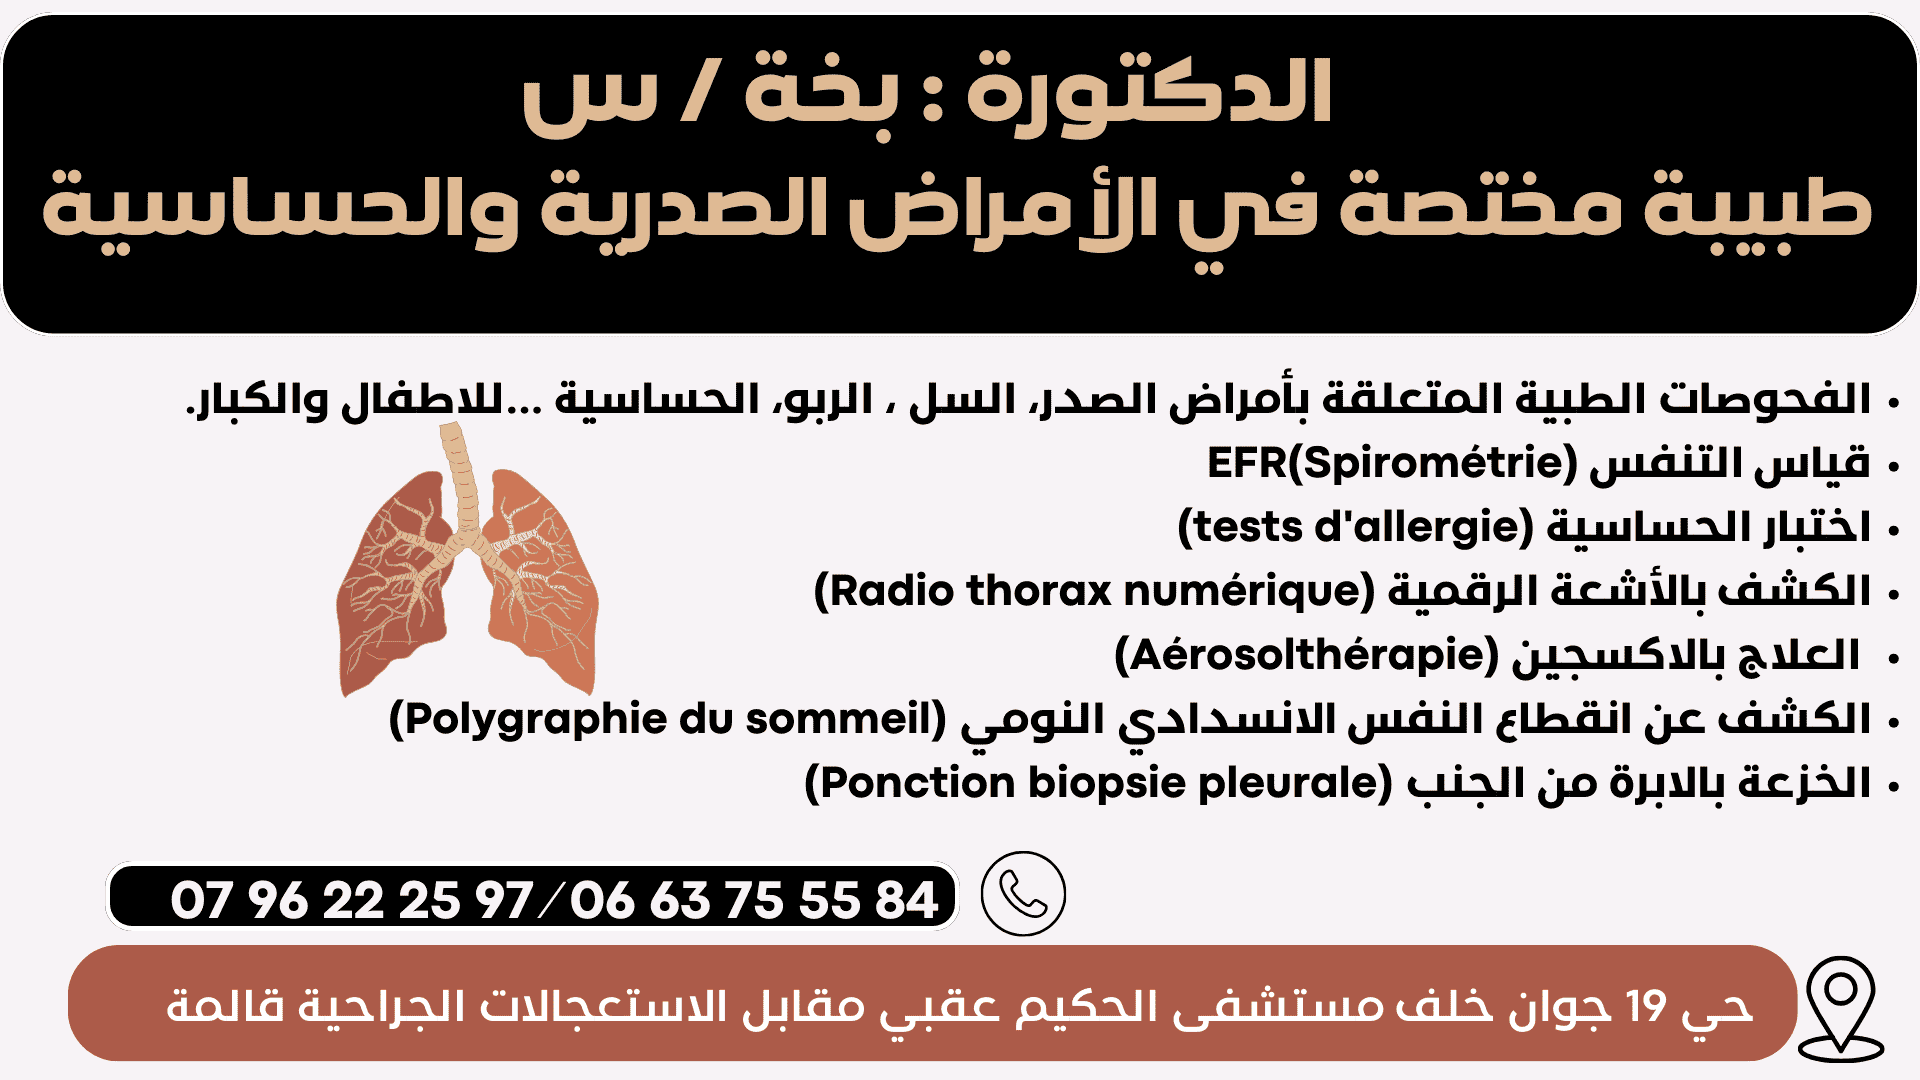 الدكتورة : بخة / س
طبيبة مختصة في الأمراض الصدرية والحساسية
• الفحوصات الطبية المتعلقة بأمراض الصدر، السل ، الربو، الحساسية ...للاطفال والكبار.
• قياس التنفس EFR(Spirométrie)
• اختبار الحساسية (tests d'allergie)
• الكشف بالأشعة الرقمية (Radio thorax numérique)
• العلاج بالاكسجين (Aérosolthérapie)
• الكشف عن انقطاع النفس الانسدادي النومي (Polygraphie du sommeil)
• الخزعة بالابرة من الجنب (Ponction biopsie pleurale)
07 96 22 25 97/06 63 75 55 84
حي 19 جوان خلف مستشفى الحكيم عقبي مقابل الاستعجالات الجراحية قالمة